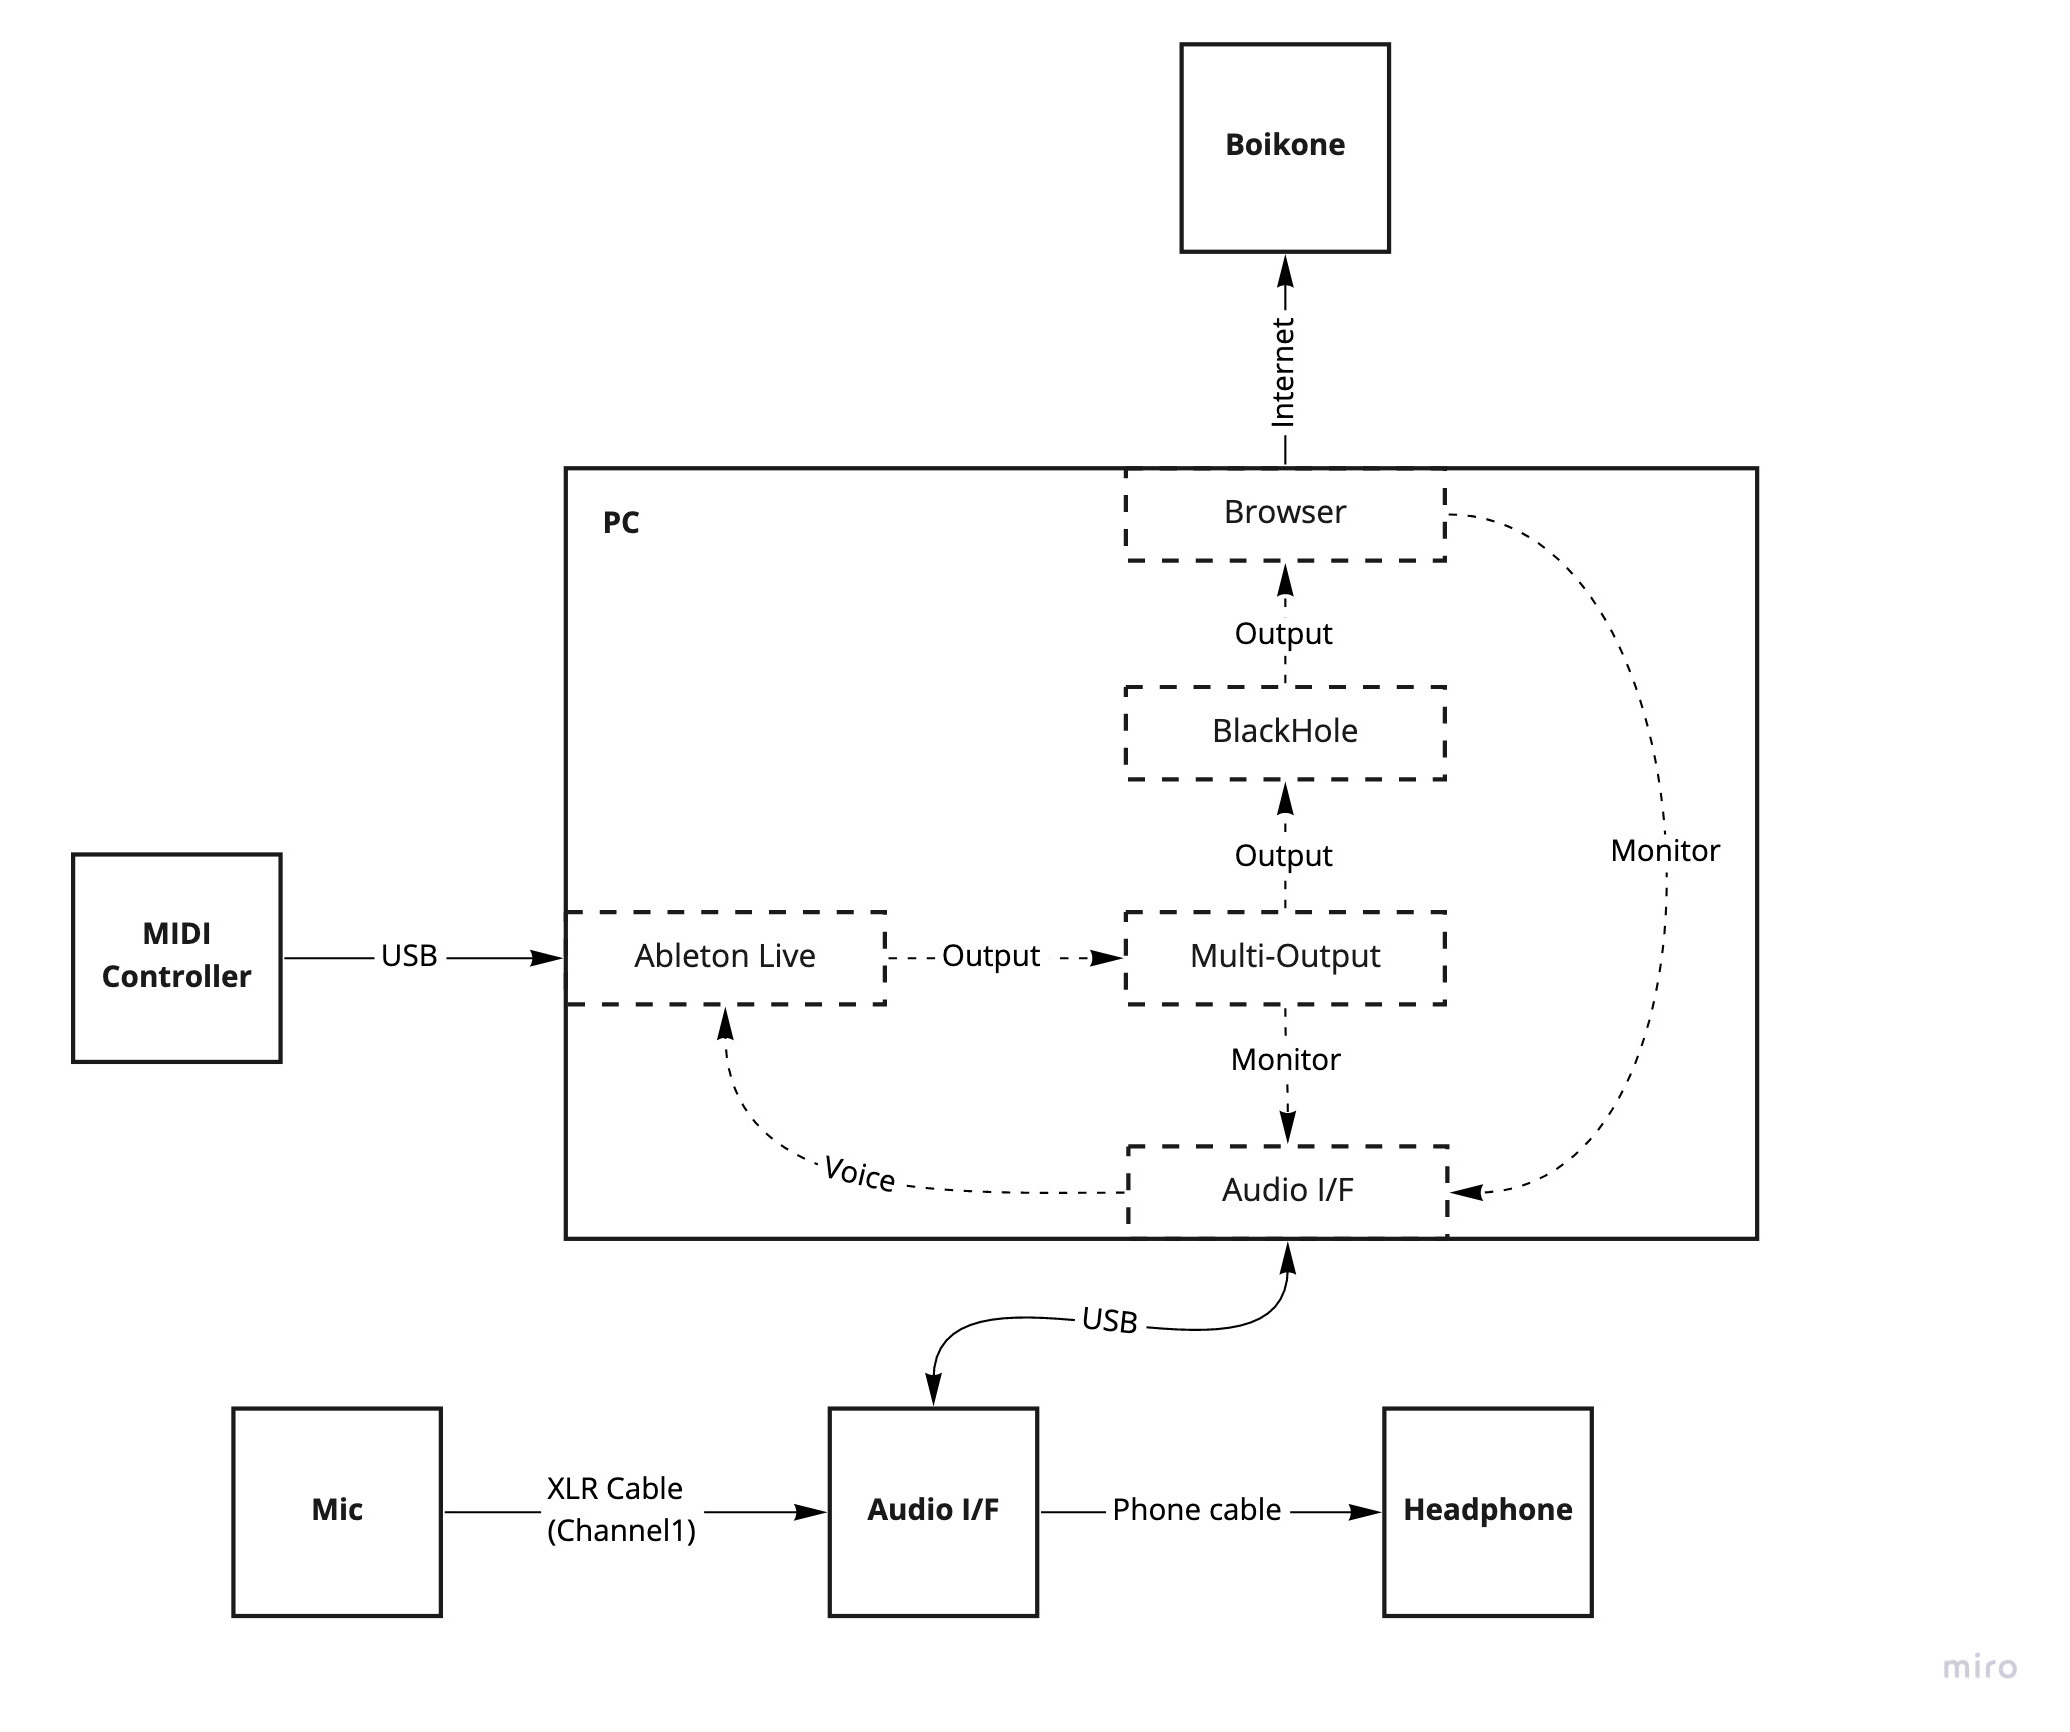 Boikone
Internet
PC
Browser
Output
BlackHole
Output
Monitor
MIDI
Controller
USB
Ableton Live
Output
Multi-Output
Monitor
Voice
Audio I/F
USB
Mic
XLR Cable
(Channel1)
Audio I/F
Phone cable
Headphone
miro